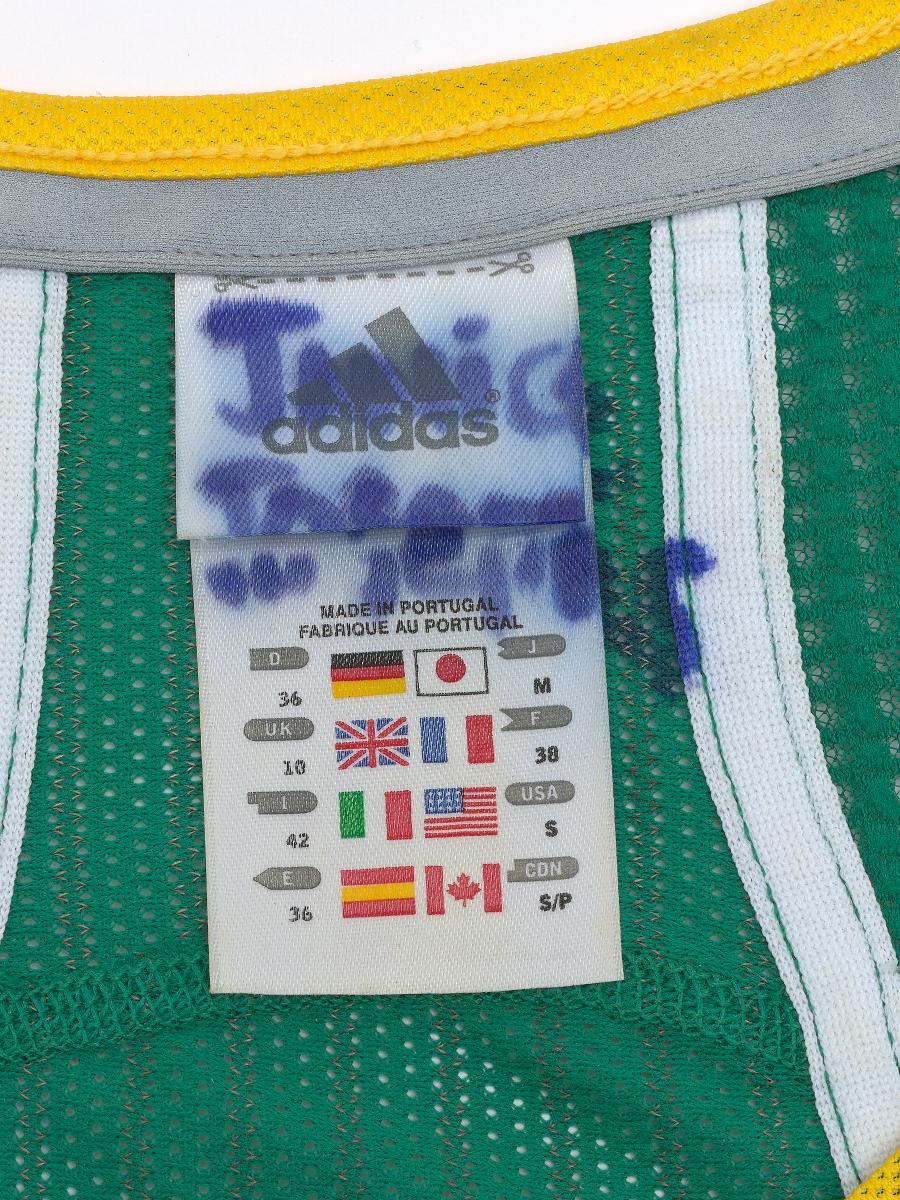 adidas®
MADE IN PORTUGAL
FABRIQUE AU PORTUGAL
D J
36 M
UK F
10 38
I USA
42 S
E CDN
36 S/P